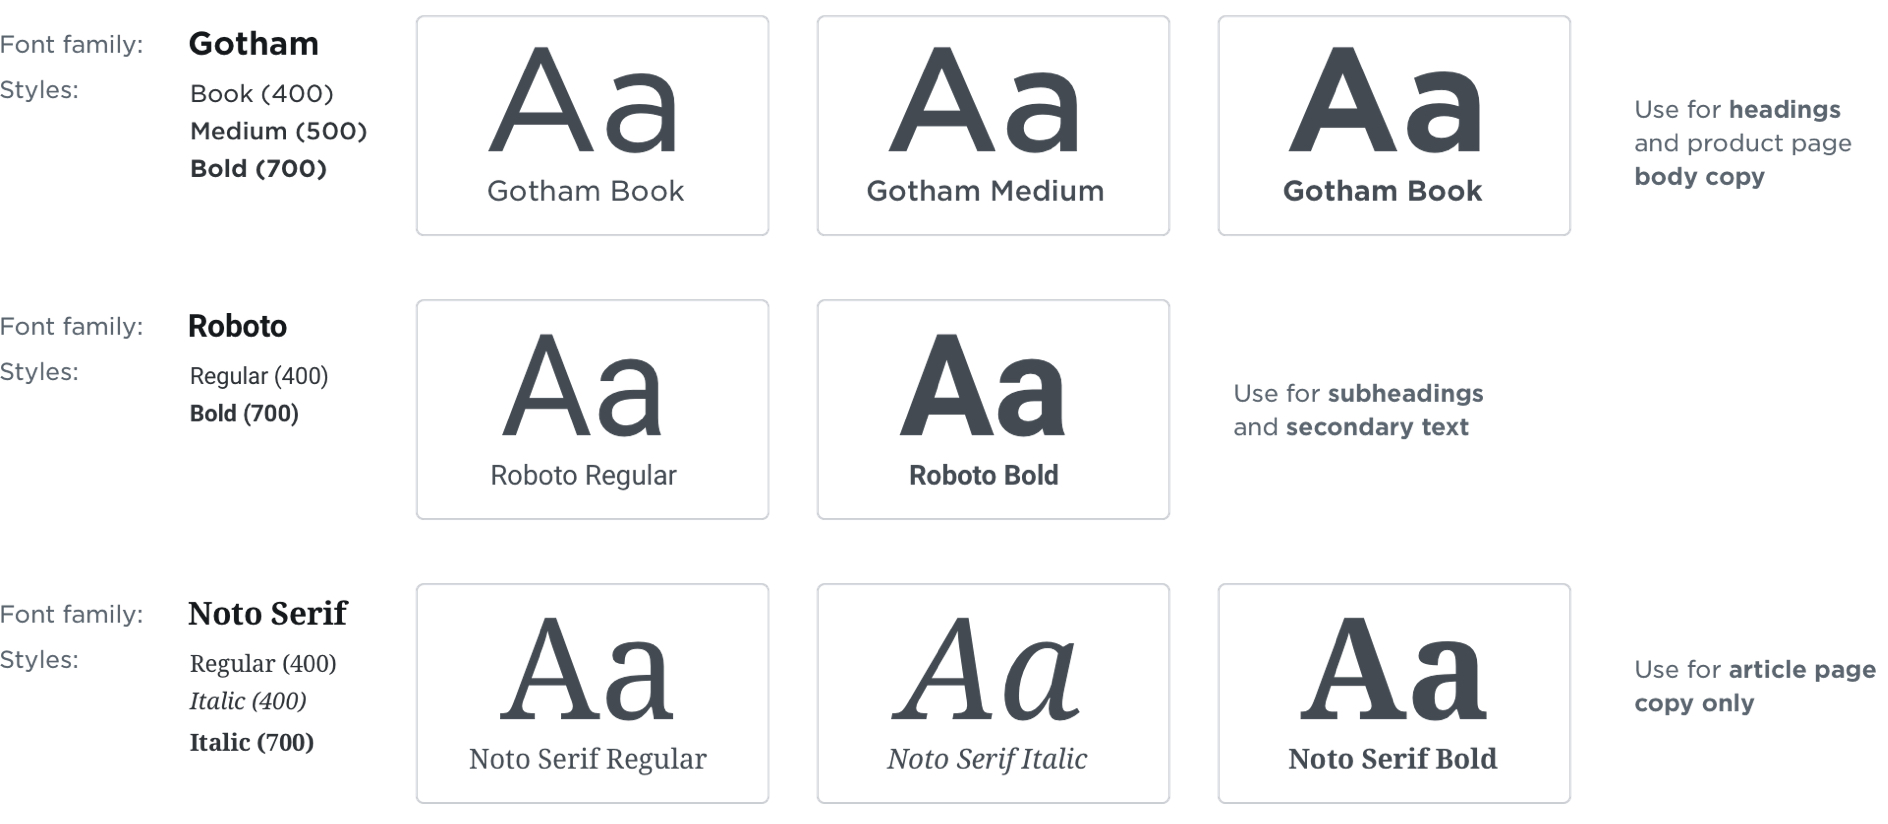 Font family: Gotham
Styles: Book (400)
Medium (500)
Bold (700)
Aa
Gotham Book
Aa
Gotham Medium
Aa
Gotham Book
Use for headings
and product page
body copy
Font family: Roboto
Styles: Regular (400)
Bold (700)
Aa
Roboto Regular
Aa
Roboto Bold
Use for subheadings
and secondary text
Font family: Noto Serif
Styles: Regular (400)
Italic (400)
Italic (700)
Aa
Noto Serif Regular
Aa
Noto Serif Italic
Aa
Noto Serif Bold
Use for article page
copy only